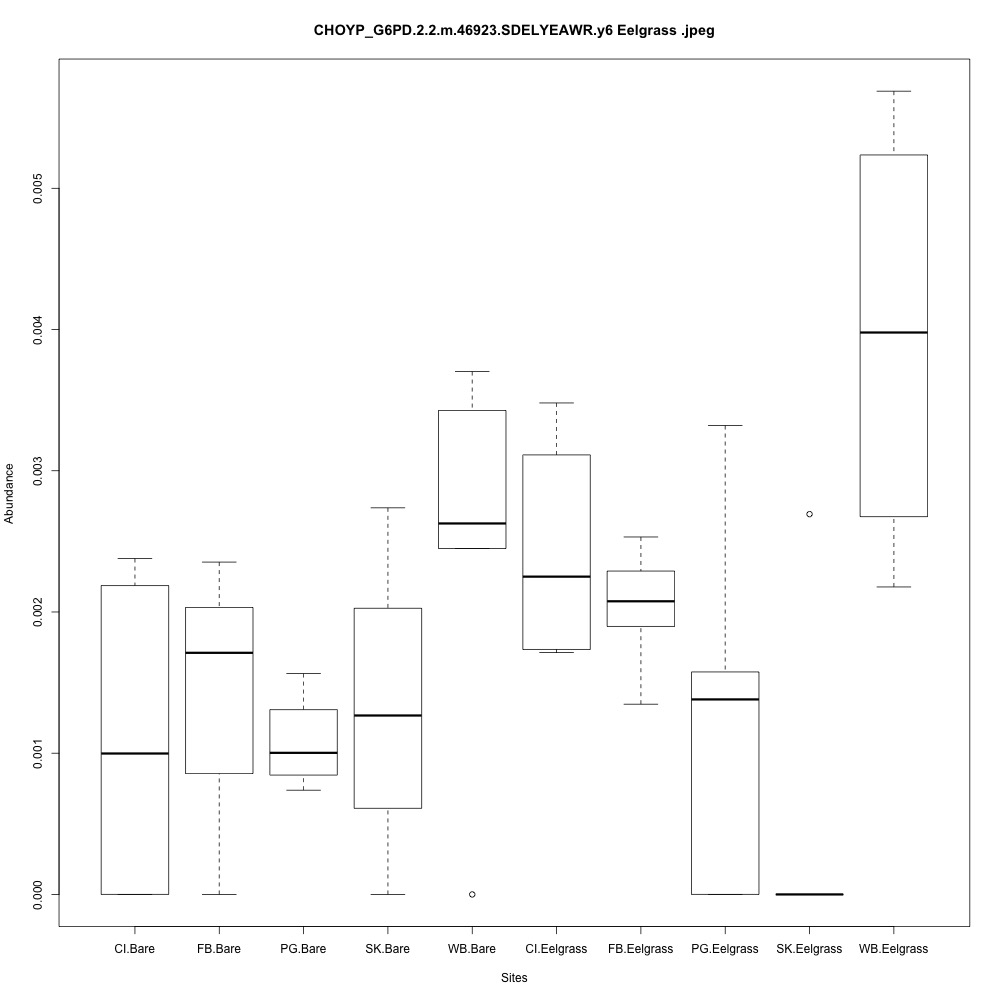 CHOYP_G6PD.2.2.m.46923.SDELYEAWR.y6 Eelgrass .jpeg
Abundance
0.005
0.004
0.003
0.002
0.001
0.000
CI.Bare FB.Bare PG.Bare SK.Bare WB.Bare CI.Eelgrass FB.Eelgrass PG.Eelgrass SK.Eelgrass WB.Eelgrass
Sites